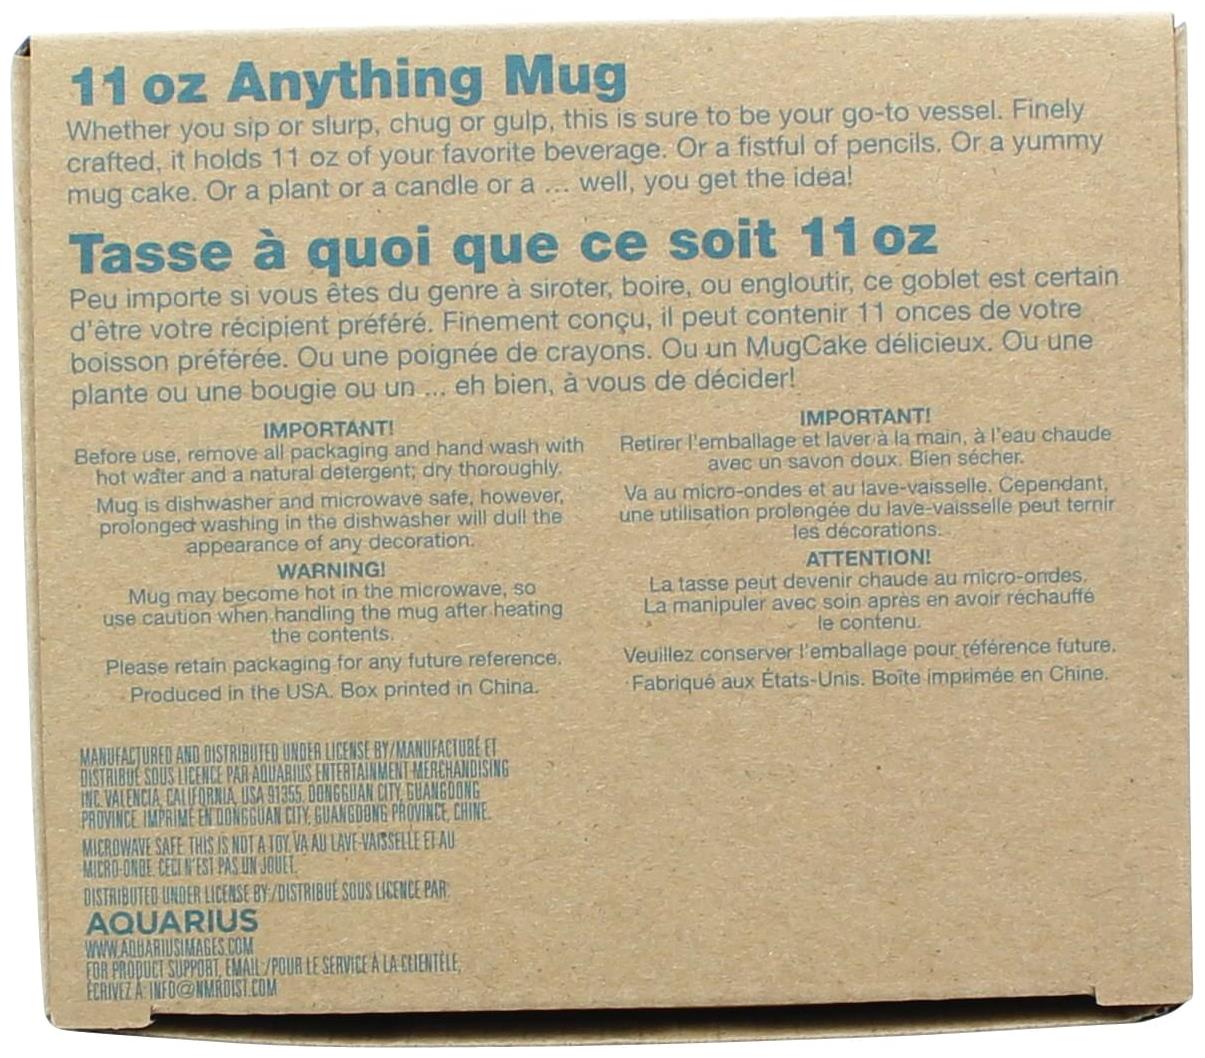 11 oz Anything Mug
Whether you sip or slurp, chug or gulp, this is sure to be your go-to vessel. Finely
crafted, it holds 11 oz of your favorite beverage. Or a fistful of pencils. Or a yummy
mug cake. Or a plant or a candle or a ... well, you get the idea!
Tasse à quoi que ce soit 11 oz
Peu importe si vous êtes du genre à siroter, boire, ou engloutir, ce goblet est certain
d'être votre récipient préféré. Finement conçu, il peut contenir 11 onces de votre
boisson préférée. Ou une poignée de crayons. Ou un MugCake délicieux. Ou une
plante ou une bougie ou un ... eh bien, à vous de décider!
IMPORTANT!
Before use, remove all packaging and hand wash with
hot water and a natural detergent; dry thoroughly.
Mug is dishwasher and microwave safe, however,
prolonged washing in the dishwasher will dull the
appearance of any decoration.
WARNING!
Mug may become hot in the microwave, so
use caution when handling the mug after heating
the contents.
Please retain packaging for any future reference.
Produced in the USA. Box printed in China.
IMPORTANT!
Retirer l'emballage et laver à la main, à l'eau chaude
avec un savon doux. Bien sécher.
Va au micro-ondes et au lave-vaisselle. Cependant,
une utilisation prolongée du lave-vaisselle peut ternir
les décorations.
ATTENTION!
La tasse peut devenir chaude au micro-ondes.
La manipuler avec soin après en avoir réchauffé
le contenu.
Veuillez conserver l'emballage pour référence future.
Fabriqué aux États-Unis. Boîte imprimée en Chine.
MANUFACTURED AND DISTRIBUTED UNDER LICENSE BY/MANUFACTURÉ ET
DISTRIBUÉ SOUS LICENCE PAR AQUARIUS ENTERTAINMENT MERCHANDISING
INC. VALENCIA, CALIFORNIA, USA 91355. DONGGUAN CITY, GUANGDONG
PROVINCE. IMPRIMÉ EN DONGGUAN CITY, GUANGDONG PROVINCE, CHINE.
MICROWAVE SAFE. THIS IS NOT A TOY. VA AU LAVE-VAISSELLE ET AU
MICRO-ONDE. CECI N'EST PAS UN JOUET.
DISTRIBUTED UNDER LICENSE BY:/DISTRIBUÉ SOUS LICENCE PAR:
AQUARIUS
WWW.AQUARIUSIMAGES.COM
FOR PRODUCT SUPPORT, EMAIL:/POUR LE SERVICE À LA CLIENTÈLE,
ÉCRIVEZ À: INFO@NMRDIST.COM